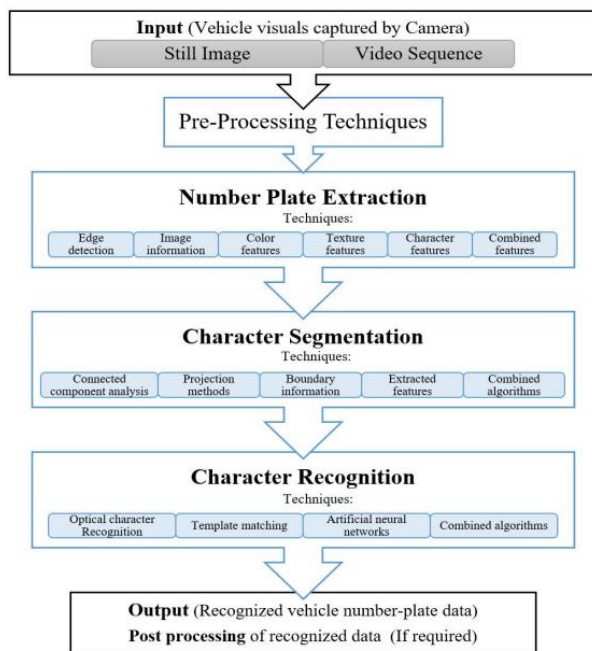 Input (Vehicle visuals captured by Camera)
Still Image Video Sequence
Pre-Processing Techniques
Number Plate Extraction
Techniques:
Edge detection
Image information
Color features
Texture features
Character features
Combined features
Character Segmentation
Techniques:
Connected component analysis
Projection methods
Boundary information
Extracted features
Combined algorithms
Character Recognition
Techniques:
Optical character Recognition
Template matching
Artificial neural networks
Combined algorithms
Output (Recognized vehicle number-plate data)
Post processing of recognized data (If required)